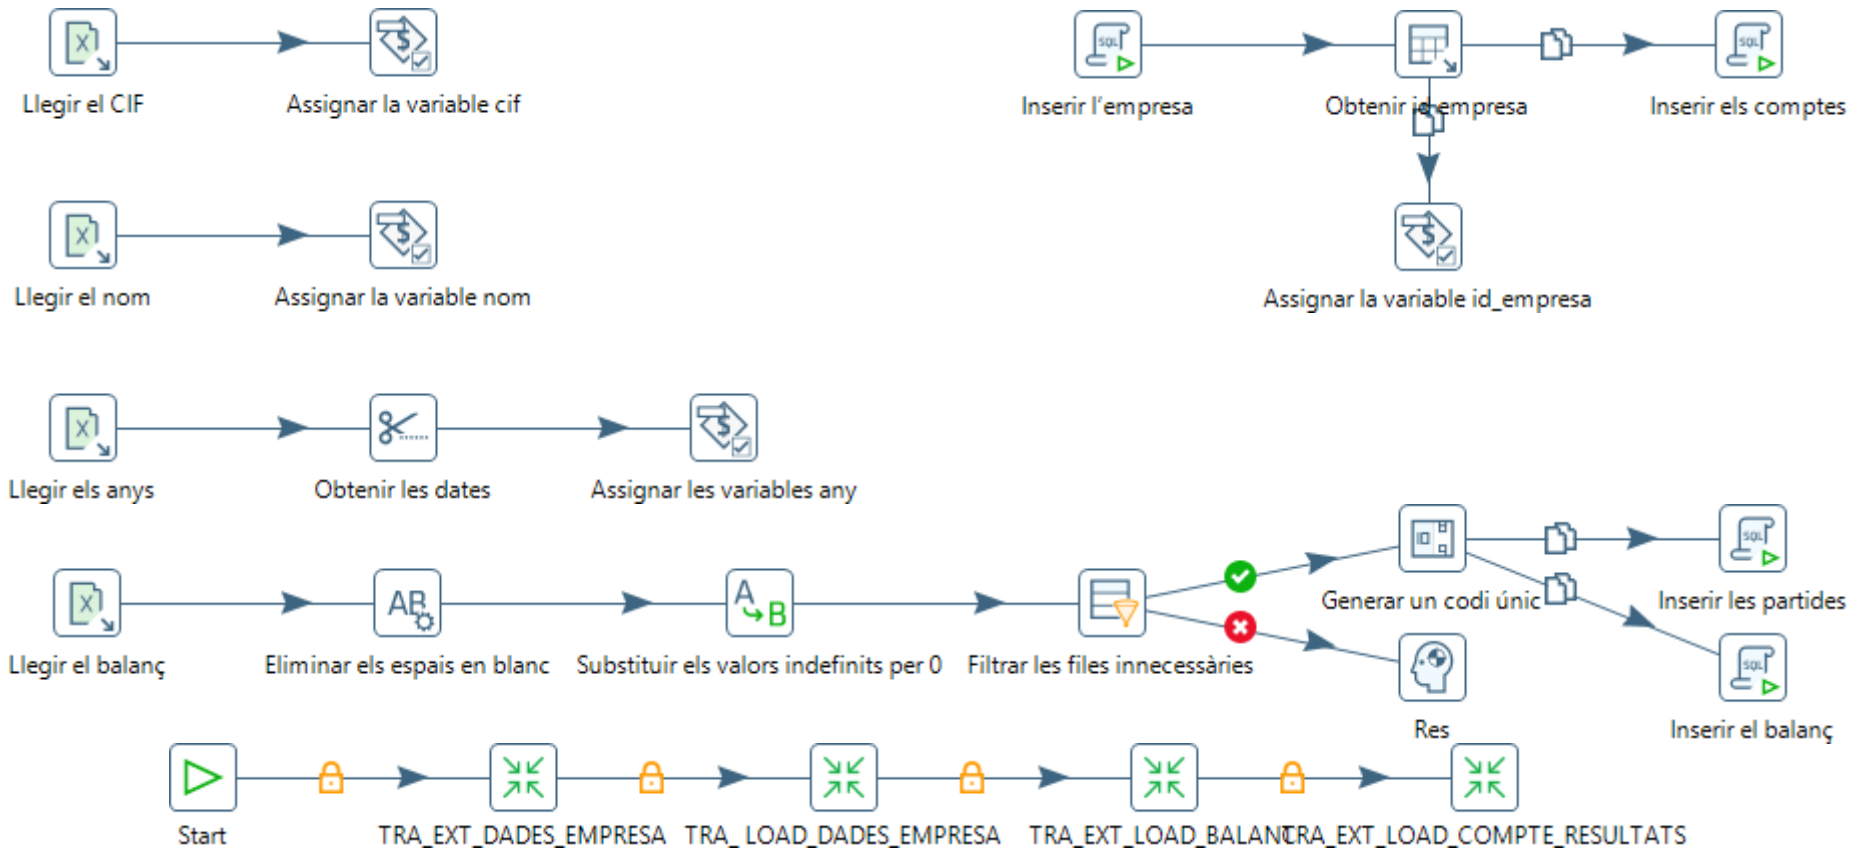 Llegir el CIF
Assignar la variable cif
Inserir l'empresa
Obtenir id_empresa
Inserir els comptes
Llegir el nom
Assignar la variable nom
Assignar la variable id_empresa
Llegir els anys
Obtenir les dates
Assignar les variables any
Generar un codi únic
Inserir les partides
Llegir el balanç
Eliminar els espais en blanc
Substituir els valors indefinits per 0
Filtrar les files innecessàries
Res
Inserir el balanç
Start
TRA_EXT_DADES_EMPRESA
TRA_ LOAD_DADES_EMPRESA
TRA_EXT_LOAD_BALANÇ
TRA_EXT_LOAD_COMPTE_RESULTATS